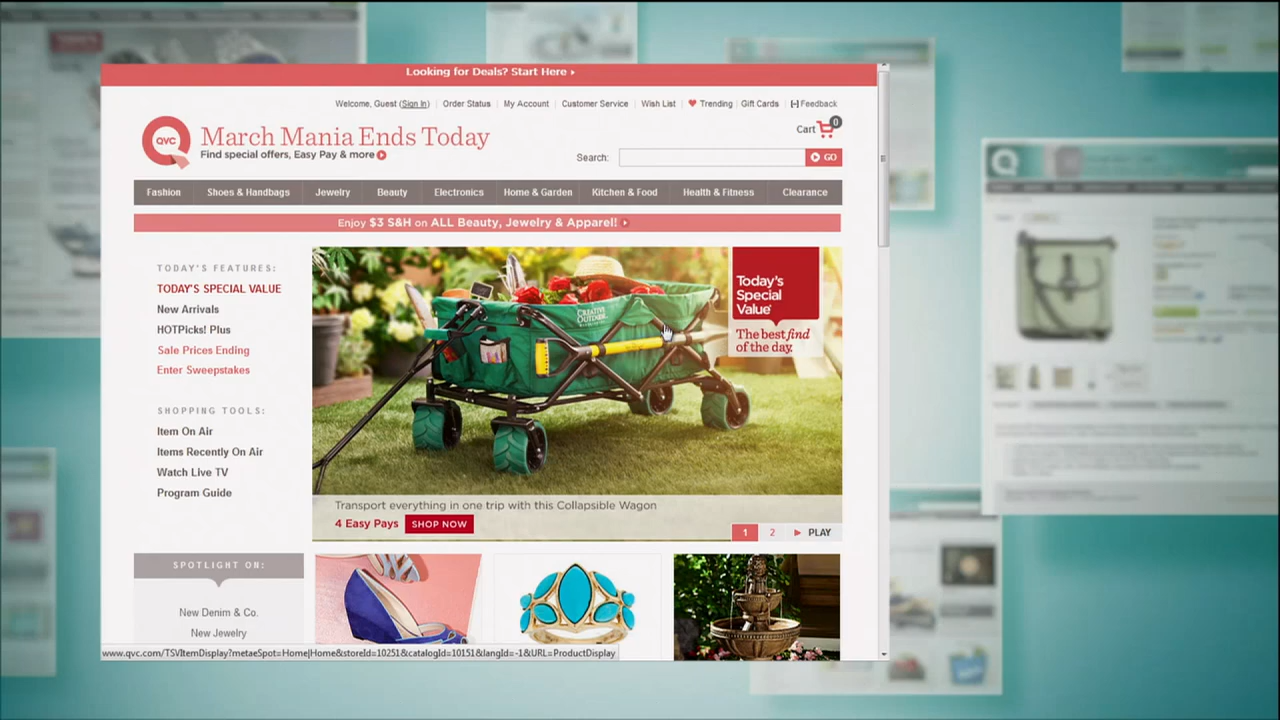 Looking for Deals? Start Here
Welcome, Guest (Sign In) Order Status My Account Customer Service Wish List Trending Gift Cards [-] Feedback
Cart 0
QVC
March Mania Ends Today
Find special offers, Easy Pay & more
Search: GO
Fashion Shoes & Handbags Jewelry Beauty Electronics Home & Garden Kitchen & Food Health & Fitness Clearance
Enjoy $3 S&H on ALL Beauty, Jewelry & Apparel!
TODAY'S FEATURES:
TODAY'S SPECIAL VALUE
New Arrivals
HOTPicks! Plus
Sale Prices Ending
Enter Sweepstakes
SHOPPING TOOLS:
Item On Air
Items Recently On Air
Watch Live TV
Program Guide
CREATIVE
OUTDOOR
Today's
Special
Value
The best find
of the day.
Transport everything in one trip with this Collapsible Wagon
4 Easy Pays SHOP NOW
1 2 PLAY
SPOTLIGHT ON:
New Denim & Co.
New Jewelry
www.qvc.com/TSVItemDisplay?metaeSpot=Home|Home&storeId=10251&catalogId=10151&langId=-1&URL=ProductDisplay